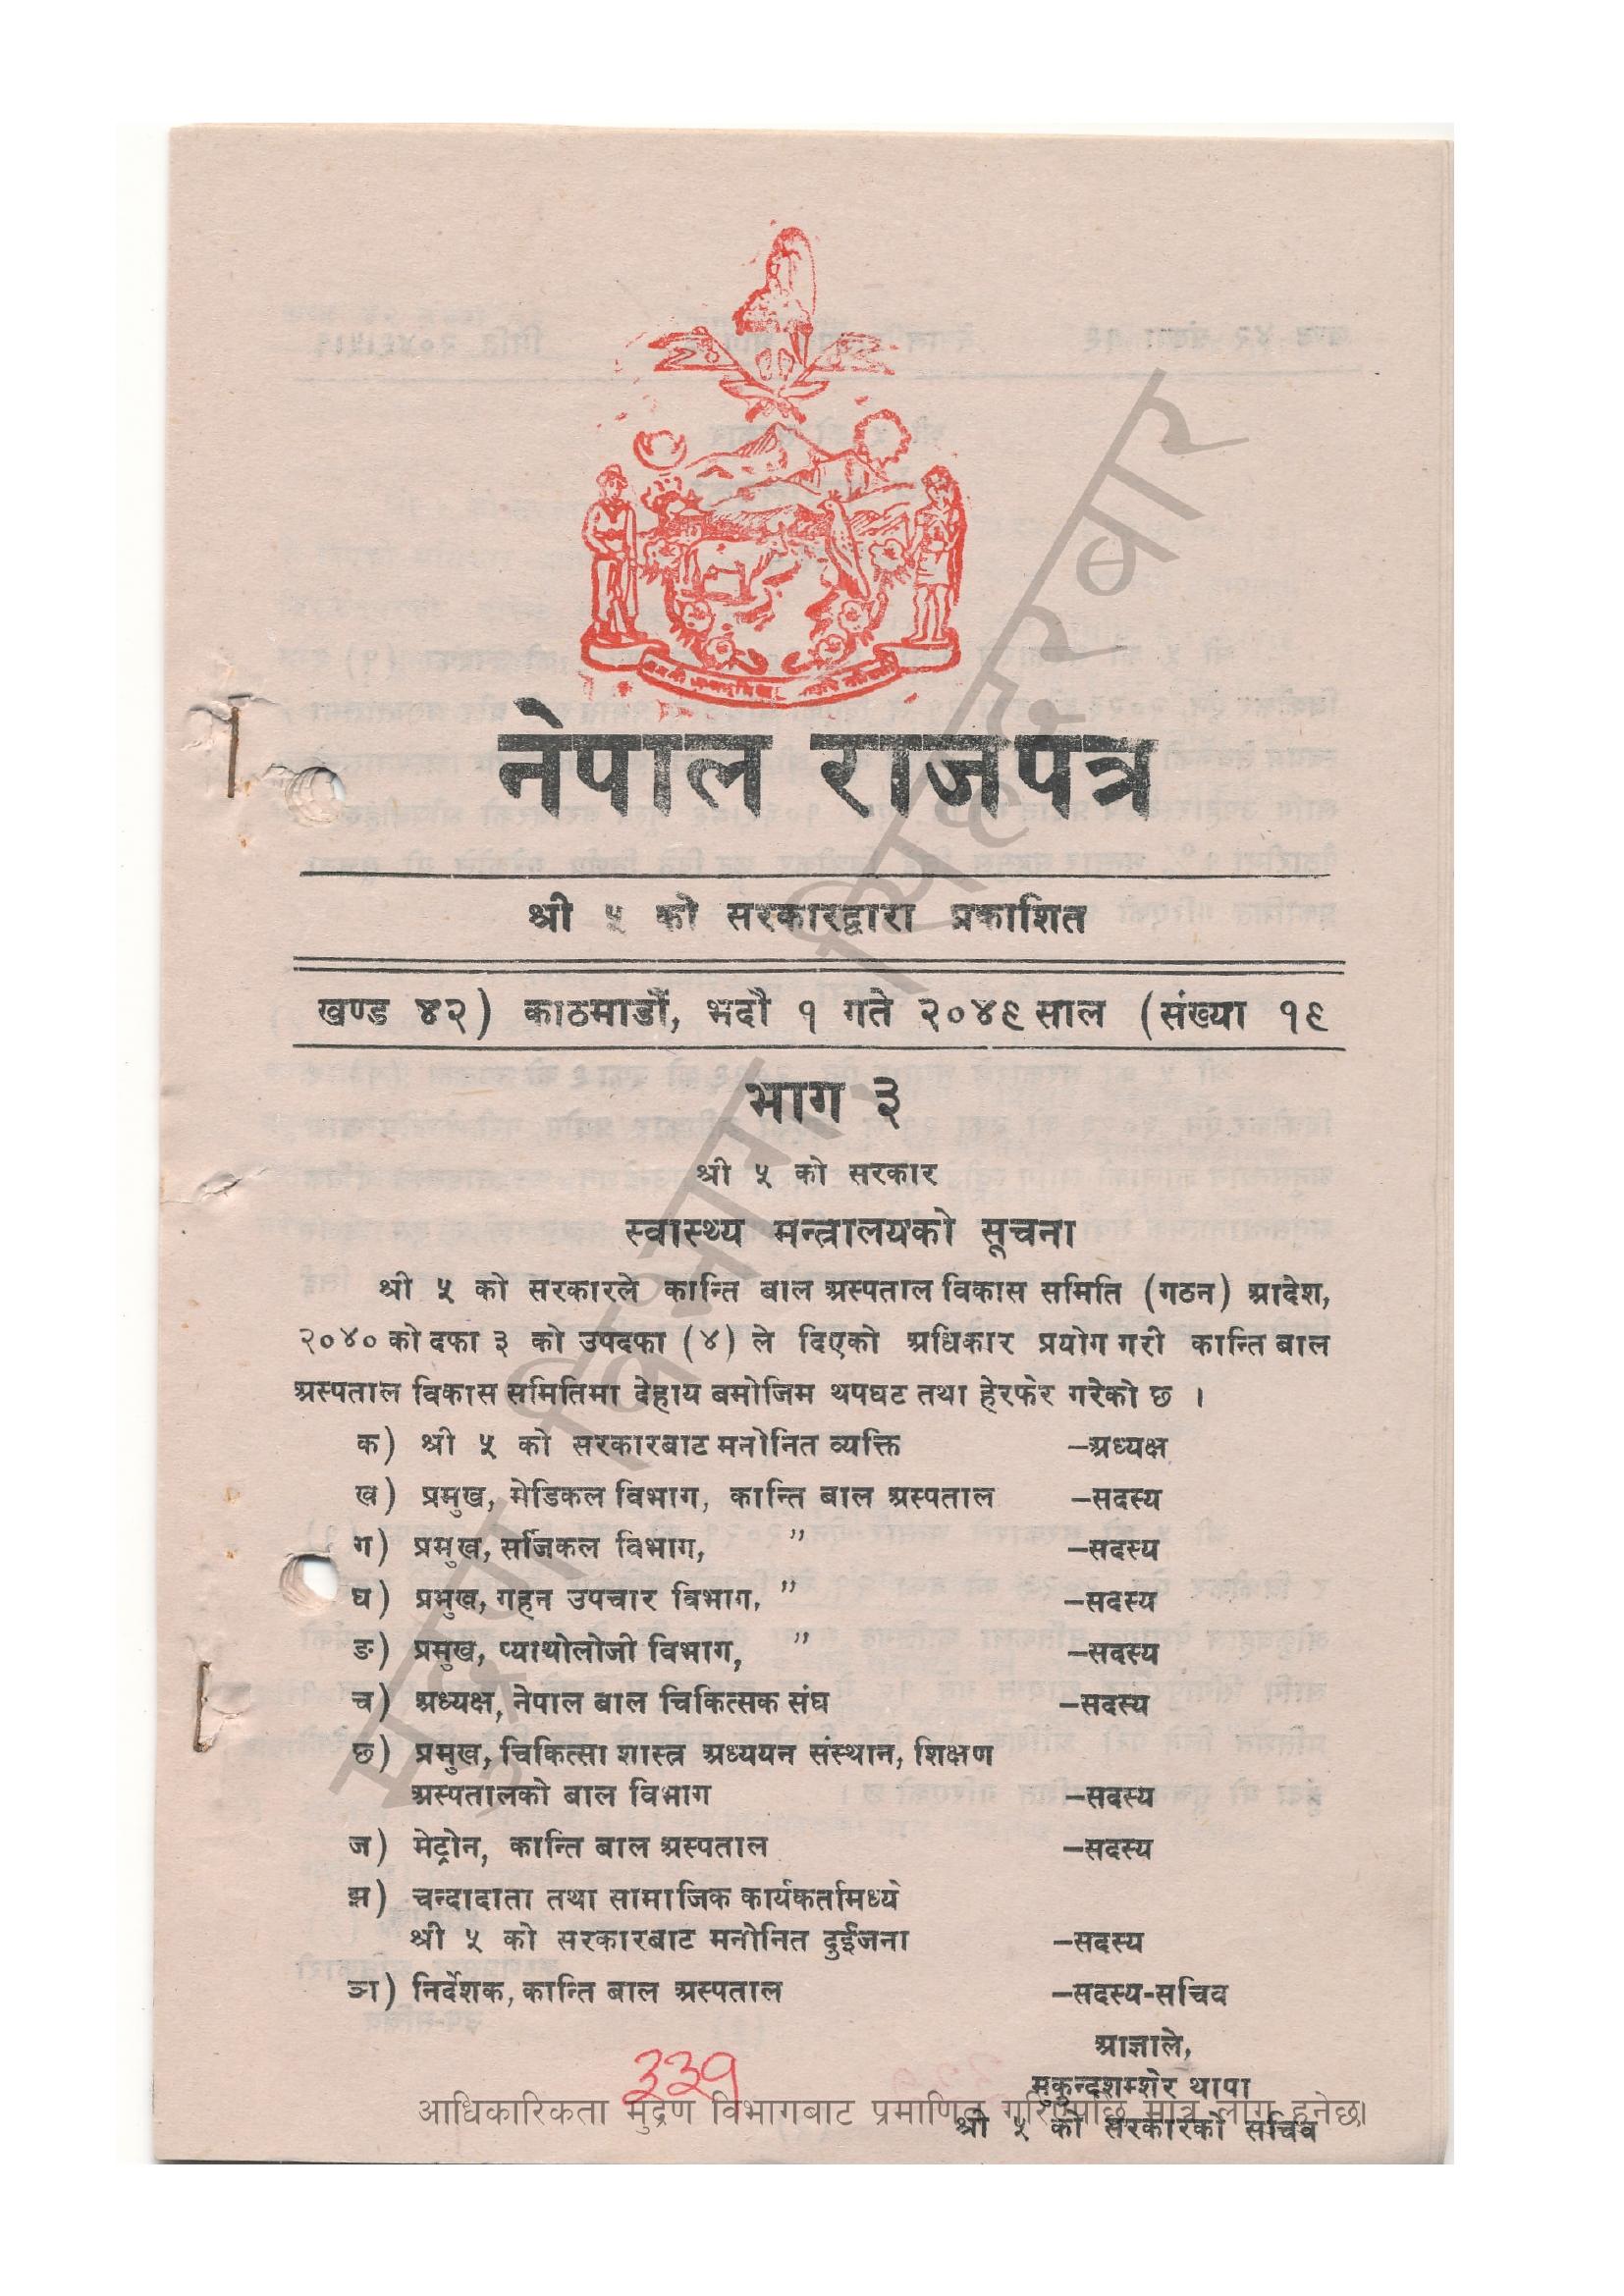 नेपाल राजपत्र
श्री ५ को सरकारद्वारा प्रकाशित
खण्ड ४२) काठमाडौं, भदौ १ गते २०४९ साल (संख्या १९
भाग ३
श्री ५ को सरकार
स्वास्थ्य मन्त्रालयको सूचना
श्री ५ को सरकारले कान्ति बाल अस्पताल विकास समिति (गठन) आदेश,
२०४० को दफा ३ को उपदफा (४) ले दिएको अधिकार प्रयोग गरी कान्ति बाल
अस्पताल विकास समितिमा देहाय बमोजिम थपघट तथा हेरफेर गरेको छ ।
क) श्री ५ को सरकारबाट मनोनित व्यक्ति –अध्यक्ष
ख) प्रमुख, मेडिकल विभाग, कान्ति बाल अस्पताल –सदस्य
ग) प्रमुख, सर्जिकल विभाग, ” –सदस्य
घ) प्रमुख, गहन उपचार विभाग, ” –सदस्य
ङ) प्रमुख, प्याथोलोजी विभाग, ” –सदस्य
च) अध्यक्ष, नेपाल बाल चिकित्सक संघ –सदस्य
छ) प्रमुख, चिकित्सा शास्त्र अध्ययन संस्थान, शिक्षण
अस्पतालको बाल विभाग –सदस्य
ज) मेट्रोन, कान्ति बाल अस्पताल –सदस्य
झ) चन्दादाता तथा सामाजिक कार्यकर्तामध्ये
श्री ५ को सरकारबाट मनोनित दुईजना –सदस्य
ञ) निर्देशक, कान्ति बाल अस्पताल –सदस्य-सचिव
आज्ञाले,
मुकुन्दशम्शेर थापा
श्री ५ को सरकारको सचिव
३३१
आधिकारिकता मुद्रण विभागबाट प्रमाणित गरिएपछि मात्र लागु हुनेछ।
मुद्रण विभाग,